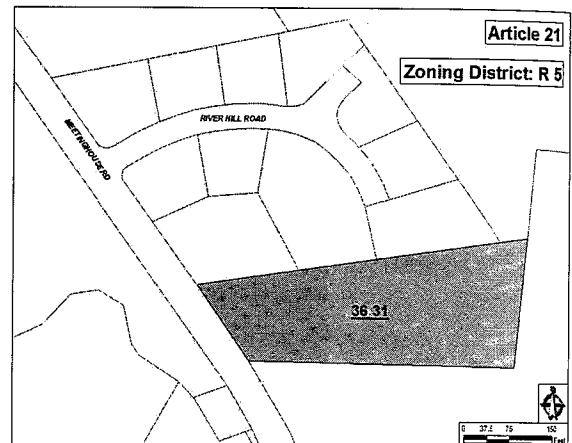 Article 21
Zoning District: R 5
RIVER HILL ROAD
MEETINGHOUSE RD
36 31
0 37.5 75 150
Feet